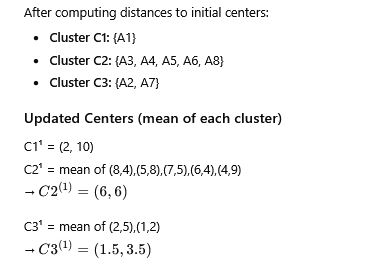 After computing distances to initial centers:
• Cluster C1: {A1}
• Cluster C2: {A3, A4, A5, A6, A8}
• Cluster C3: {A2, A7}
Updated Centers (mean of each cluster)
C1¹ = (2, 10)
C2¹ = mean of (8,4),(5,8),(7,5),(6,4),(4,9)
→ C2⁽¹⁾ = (6, 6)
C3¹ = mean of (2,5),(1,2)
→ C3⁽¹⁾ = (1.5, 3.5)